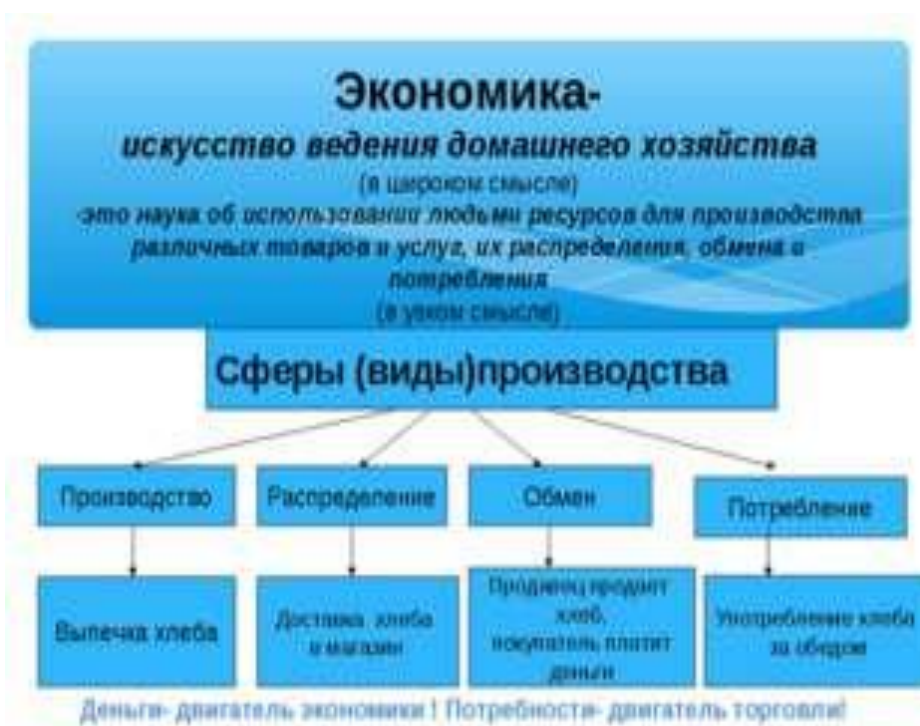 Экономика-
искусство ведения домашнего хозяйства
(в широком смысле)
-это наука об использовании людьми ресурсов для производства
различных товаров и услуг, их распределения, обмена и
потребления
(в узком смысле)
Сферы (виды)производства
Производство
Распределение
Обмен
Потребление
Выпечка хлеба
Доставка хлеба
в магазин
Продавец продает
хлеб,
покупатель платит
деньги
Употребление хлеба
за обедом
Деньги- двигатель экономики ! Потребности- двигатель торговли!